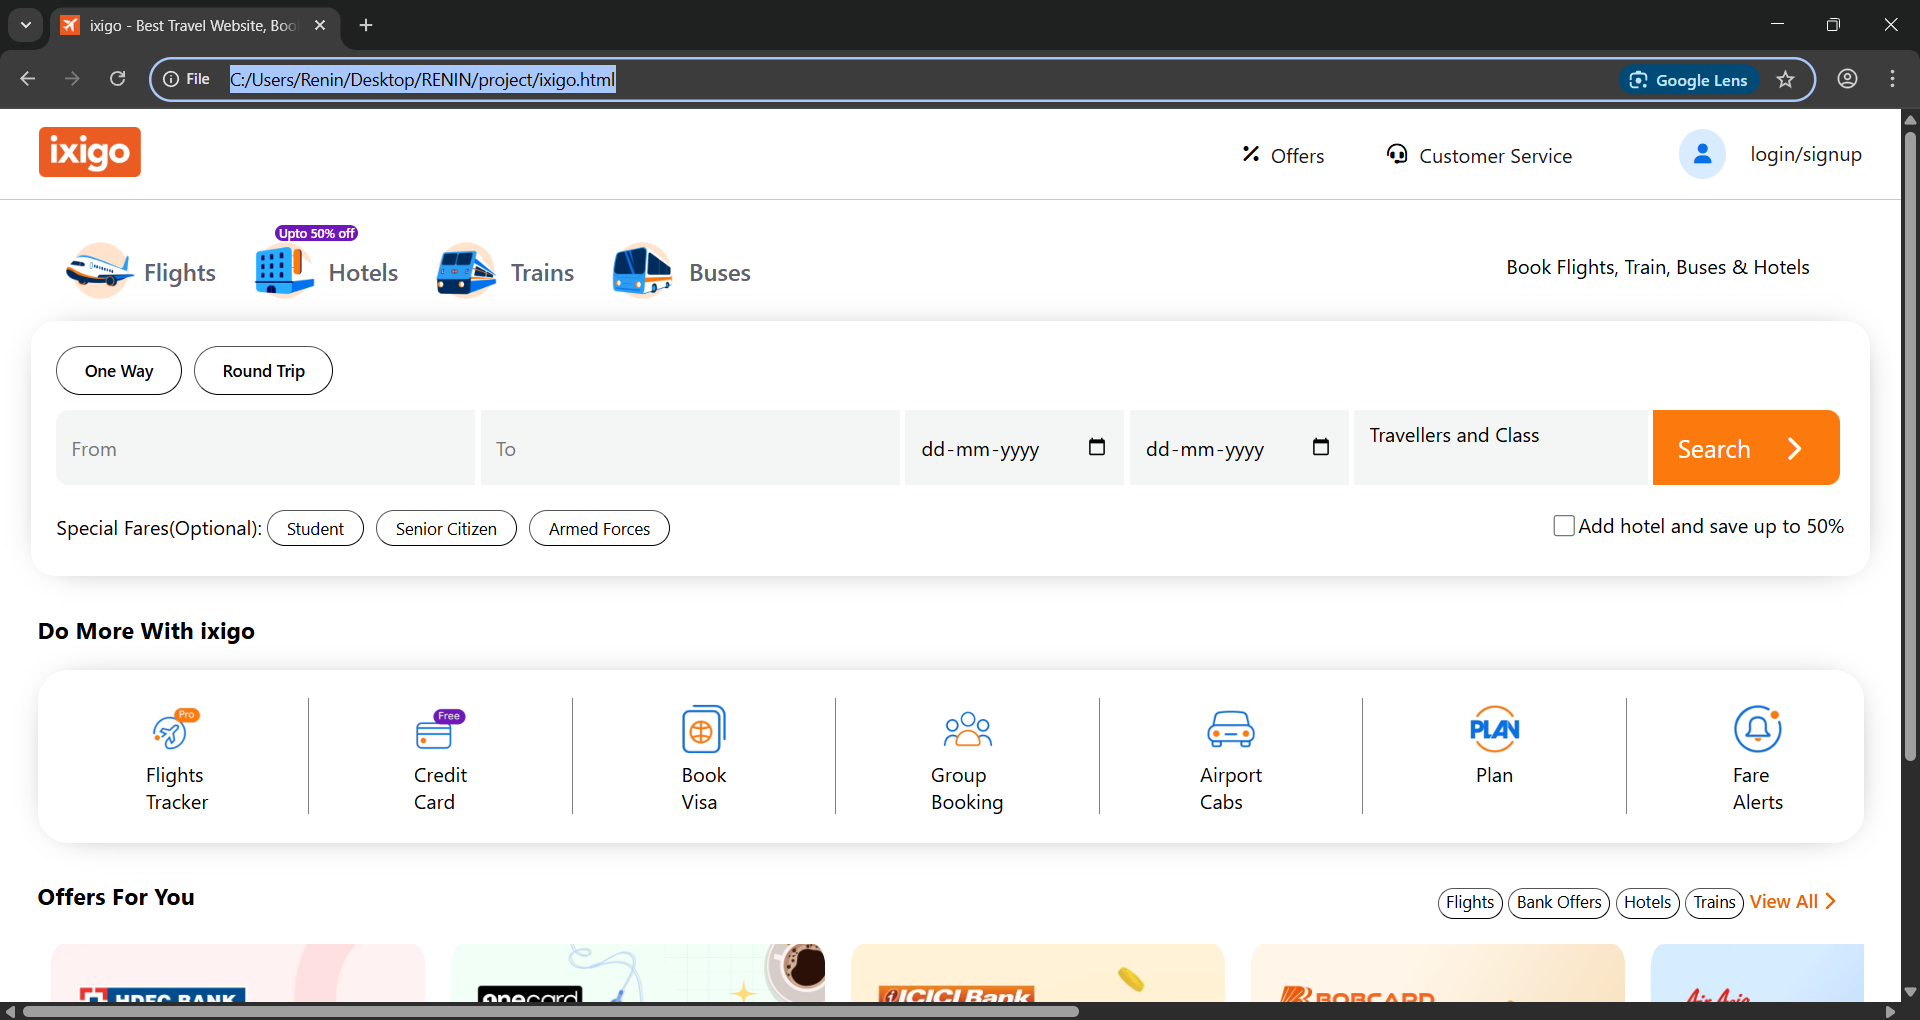 ixigo - Best Travel Website, Boo
File
C:/Users/Renin/Desktop/RENIN/project/ixigo.html
Google Lens
ixigo
Offers
Customer Service
login/signup
Upto 50% off
Flights
Hotels
Trains
Buses
Book Flights, Train, Buses & Hotels
One Way
Round Trip
From
To
dd-mm-yyyy
dd-mm-yyyy
Travellers and Class
Search
Special Fares(Optional):
Student
Senior Citizen
Armed Forces
Add hotel and save up to 50%
Do More With ixigo
Pro
Flights
Tracker
Free
Credit
Card
Book
Visa
Group
Booking
Airport
Cabs
PLAN
Plan
Fare
Alerts
Offers For You
Flights
Bank Offers
Hotels
Trains
View All
HDFC BANK
onecard
ICICI Bank
BOBCARD
Air Asia